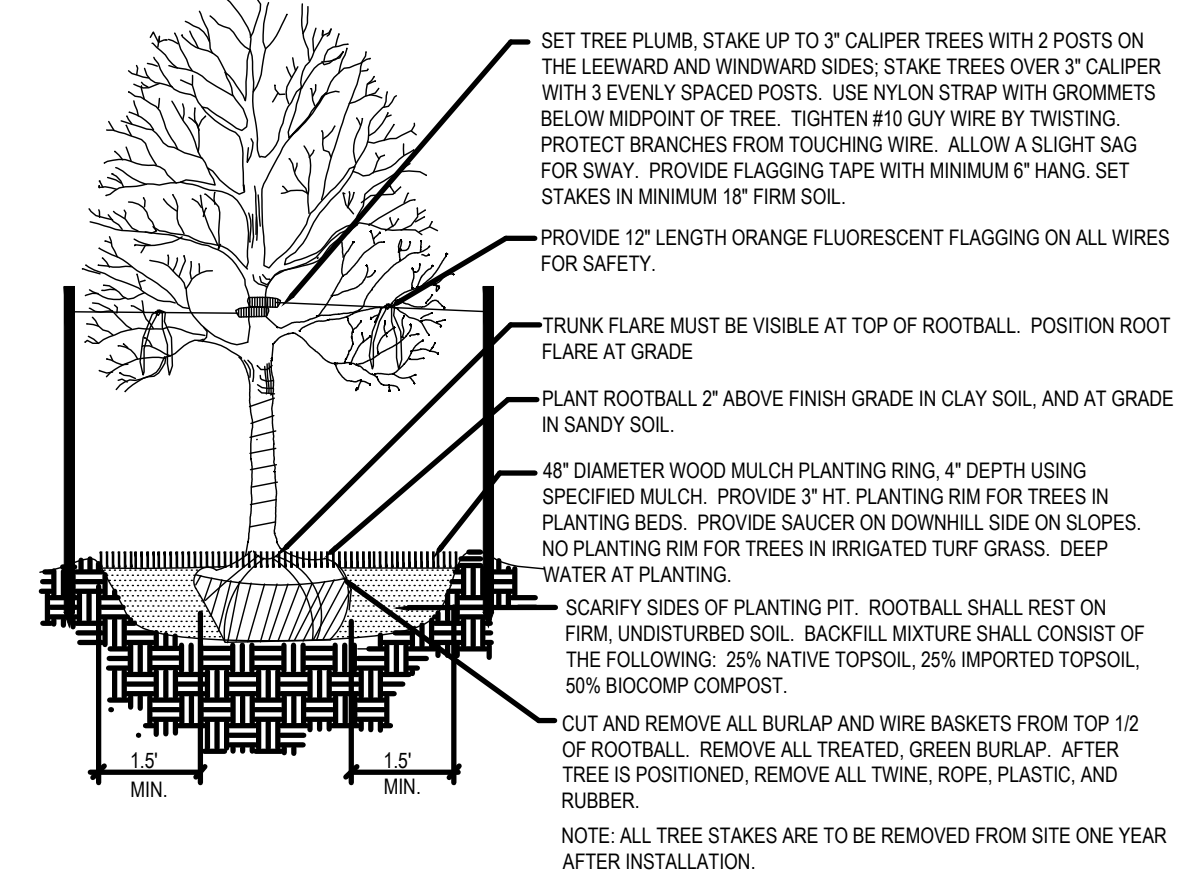 SET TREE PLUMB, STAKE UP TO 3" CALIPER TREES WITH 2 POSTS ON
THE LEEWARD AND WINDWARD SIDES; STAKE TREES OVER 3" CALIPER
WITH 3 EVENLY SPACED POSTS. USE NYLON STRAP WITH GROMMETS
BELOW MIDPOINT OF TREE. TIGHTEN #10 GUY WIRE BY TWISTING.
PROTECT BRANCHES FROM TOUCHING WIRE. ALLOW A SLIGHT SAG
FOR SWAY. PROVIDE FLAGGING TAPE WITH MINIMUM 6" HANG. SET
STAKES IN MINIMUM 18" FIRM SOIL.
PROVIDE 12" LENGTH ORANGE FLUORESCENT FLAGGING ON ALL WIRES
FOR SAFETY.
TRUNK FLARE MUST BE VISIBLE AT TOP OF ROOTBALL. POSITION ROOT
FLARE AT GRADE
PLANT ROOTBALL 2" ABOVE FINISH GRADE IN CLAY SOIL, AND AT GRADE
IN SANDY SOIL.
48" DIAMETER WOOD MULCH PLANTING RING, 4" DEPTH USING
SPECIFIED MULCH. PROVIDE 3" HT. PLANTING RIM FOR TREES IN
PLANTING BEDS. PROVIDE SAUCER ON DOWNHILL SIDE ON SLOPES.
NO PLANTING RIM FOR TREES IN IRRIGATED TURF GRASS. DEEP
WATER AT PLANTING.
SCARIFY SIDES OF PLANTING PIT. ROOTBALL SHALL REST ON
FIRM, UNDISTURBED SOIL. BACKFILL MIXTURE SHALL CONSIST OF
THE FOLLOWING: 25% NATIVE TOPSOIL, 25% IMPORTED TOPSOIL,
50% BIOCOMP COMPOST.
CUT AND REMOVE ALL BURLAP AND WIRE BASKETS FROM TOP 1/2
OF ROOTBALL. REMOVE ALL TREATED, GREEN BURLAP. AFTER
TREE IS POSITIONED, REMOVE ALL TWINE, ROPE, PLASTIC, AND
RUBBER.
NOTE: ALL TREE STAKES ARE TO BE REMOVED FROM SITE ONE YEAR
AFTER INSTALLATION.
1.5'
MIN.
1.5'
MIN.